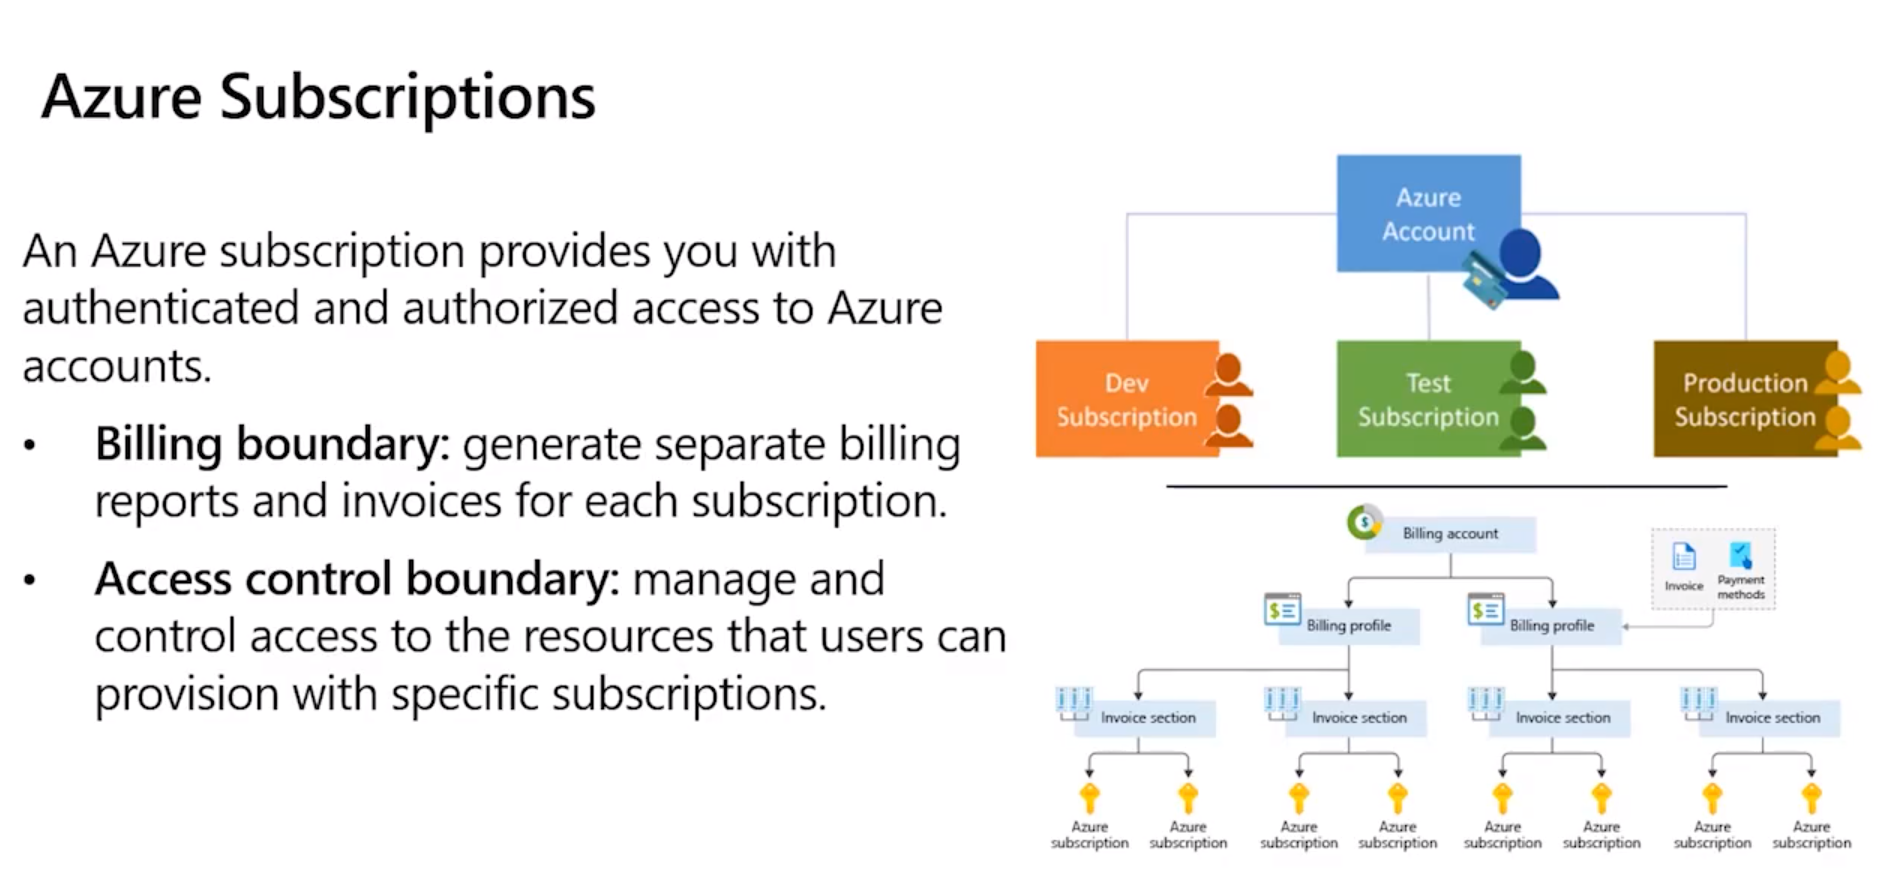 Azure Subscriptions
An Azure subscription provides you with
authenticated and authorized access to Azure
accounts.
• Billing boundary: generate separate billing
reports and invoices for each subscription.
• Access control boundary: manage and
control access to the resources that users can
provision with specific subscriptions.
Azure
Account
Dev
Subscription
Test
Subscription
Production
Subscription
Billing account
Invoice
Payment
methods
Billing profile
Billing profile
Invoice section
Invoice section
Invoice section
Invoice section
Azure
subscription
Azure
subscription
Azure
subscription
Azure
subscription
Azure
subscription
Azure
subscription
Azure
subscription
Azure
subscription